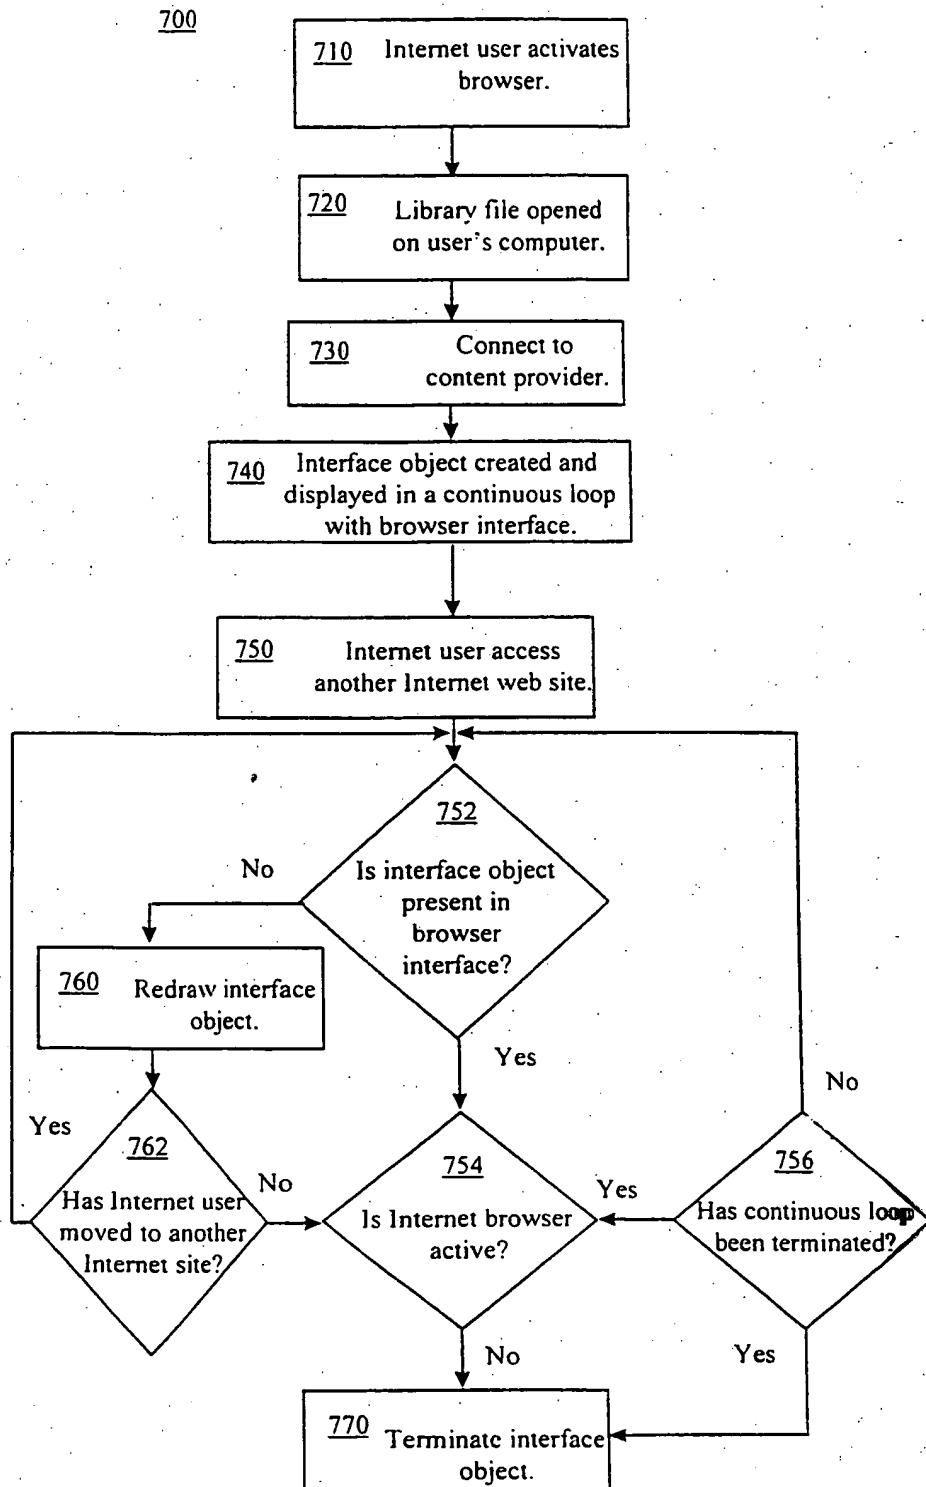 700
710 Internet user activates
browser.
720 Library file opened
on user's computer.
730 Connect to
content provider.
740 Interface object created and
displayed in a continuous loop
with browser interface.
750 Internet user access
another Internet web site.
752
Is interface object
present in
browser
interface?
No
Yes
760 Redraw interface
object.
Yes
762
Has Internet user
moved to another
Internet site?
No
754
Is Internet browser
active?
Yes
No
756
Has continuous loop
been terminated?
No
Yes
770 Terminate interface
object.